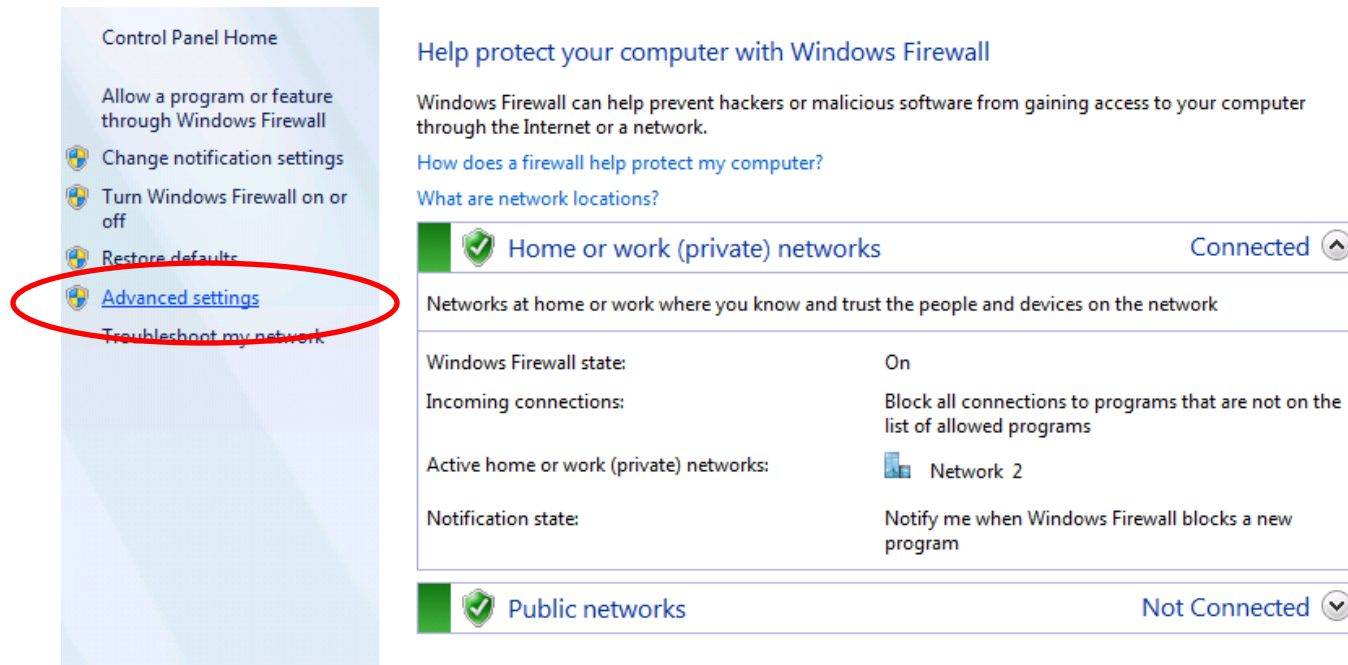 Control Panel Home
Allow a program or feature
through Windows Firewall
Change notification settings
Turn Windows Firewall on or
off
Restore defaults
Advanced settings
Troubleshoot my network
Help protect your computer with Windows Firewall
Windows Firewall can help prevent hackers or malicious software from gaining access to your computer
through the Internet or a network.
How does a firewall help protect my computer?
What are network locations?
Home or work (private) networks Connected
Networks at home or work where you know and trust the people and devices on the network
Windows Firewall state: On
Incoming connections: Block all connections to programs that are not on the
list of allowed programs
Active home or work (private) networks: Network 2
Notification state: Notify me when Windows Firewall blocks a new
program
Public networks Not Connected